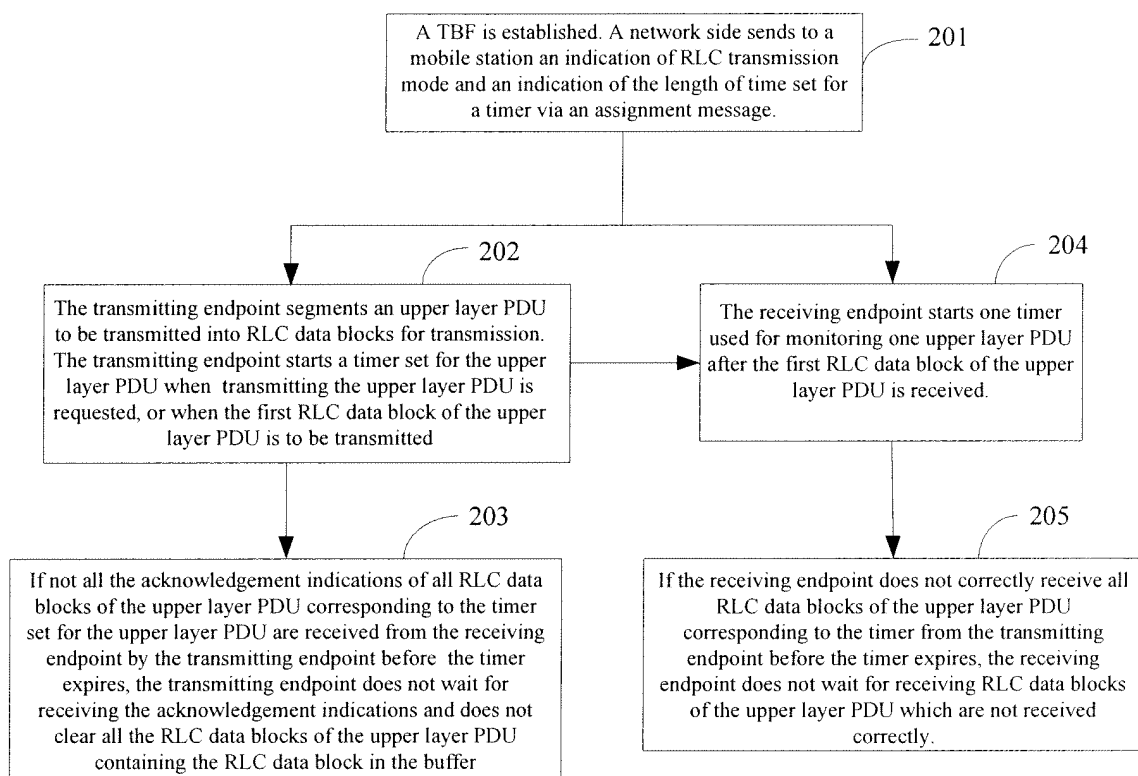 A TBF is established. A network side sends to a
mobile station an indication of RLC transmission
mode and an indication of the length of time set for
a timer via an assignment message.
201
202
The transmitting endpoint segments an upper layer PDU
to be transmitted into RLC data blocks for transmission.
The transmitting endpoint starts a timer set for the upper
layer PDU when transmitting the upper layer PDU is
requested, or when the first RLC data block of the upper
layer PDU is to be transmitted
204
The receiving endpoint starts one timer
used for monitoring one upper layer PDU
after the first RLC data block of the upper
layer PDU is received.
203
If not all the acknowledgement indications of all RLC data
blocks of the upper layer PDU corresponding to the timer
set for the upper layer PDU are received from the receiving
endpoint by the transmitting endpoint before the timer
expires, the transmitting endpoint does not wait for
receiving the acknowledgement indications and does not
clear all the RLC data blocks of the upper layer PDU
containing the RLC data block in the buffer
205
If the receiving endpoint does not correctly receive all
RLC data blocks of the upper layer PDU
corresponding to the timer from the transmitting
endpoint before the timer expires, the receiving
endpoint does not wait for receiving RLC data blocks
of the upper layer PDU which are not received
correctly.